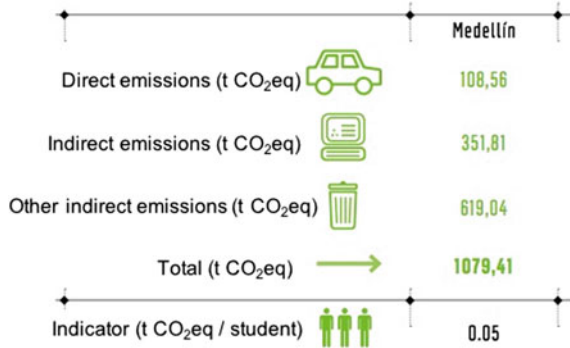 Medellín
Direct emissions (t CO₂eq) 108,56
Indirect emissions (t CO₂eq) 351,81
Other indirect emissions (t CO₂eq) 619,04
Total (t CO₂eq) 1079,41
Indicator (t CO₂eq / student) 0.05